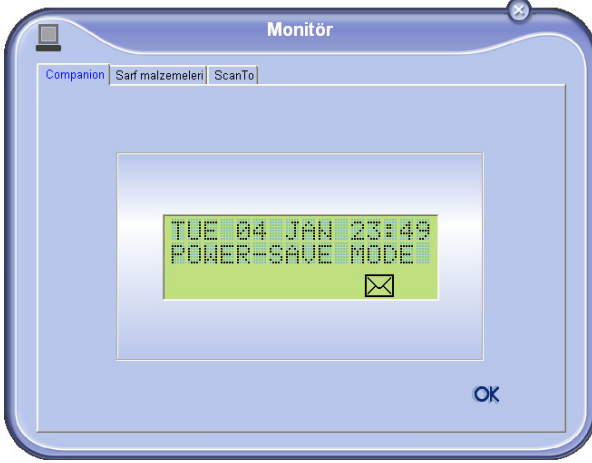 Monitör
Companion Sarf malzemeleri ScanTo
TUE 04 JAN 23:49
POWER-SAVE MODE
OK